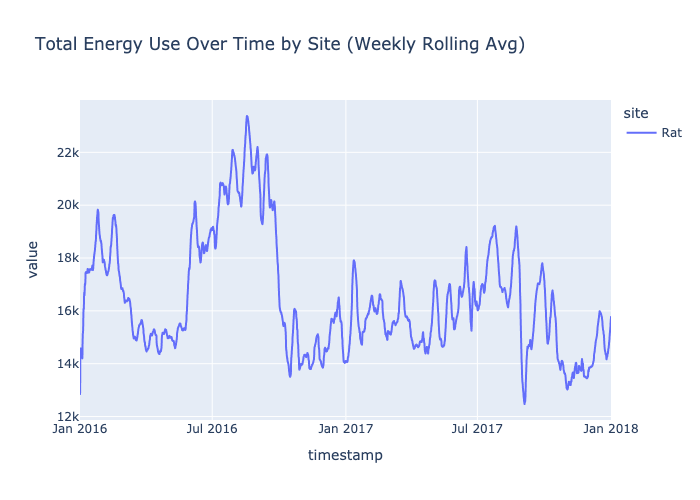 Total Energy Use Over Time by Site (Weekly Rolling Avg)
site
Rat
22k
20k
18k
16k
14k
12k
value
Jan 2016
Jul 2016
Jan 2017
Jul 2017
Jan 2018
timestamp